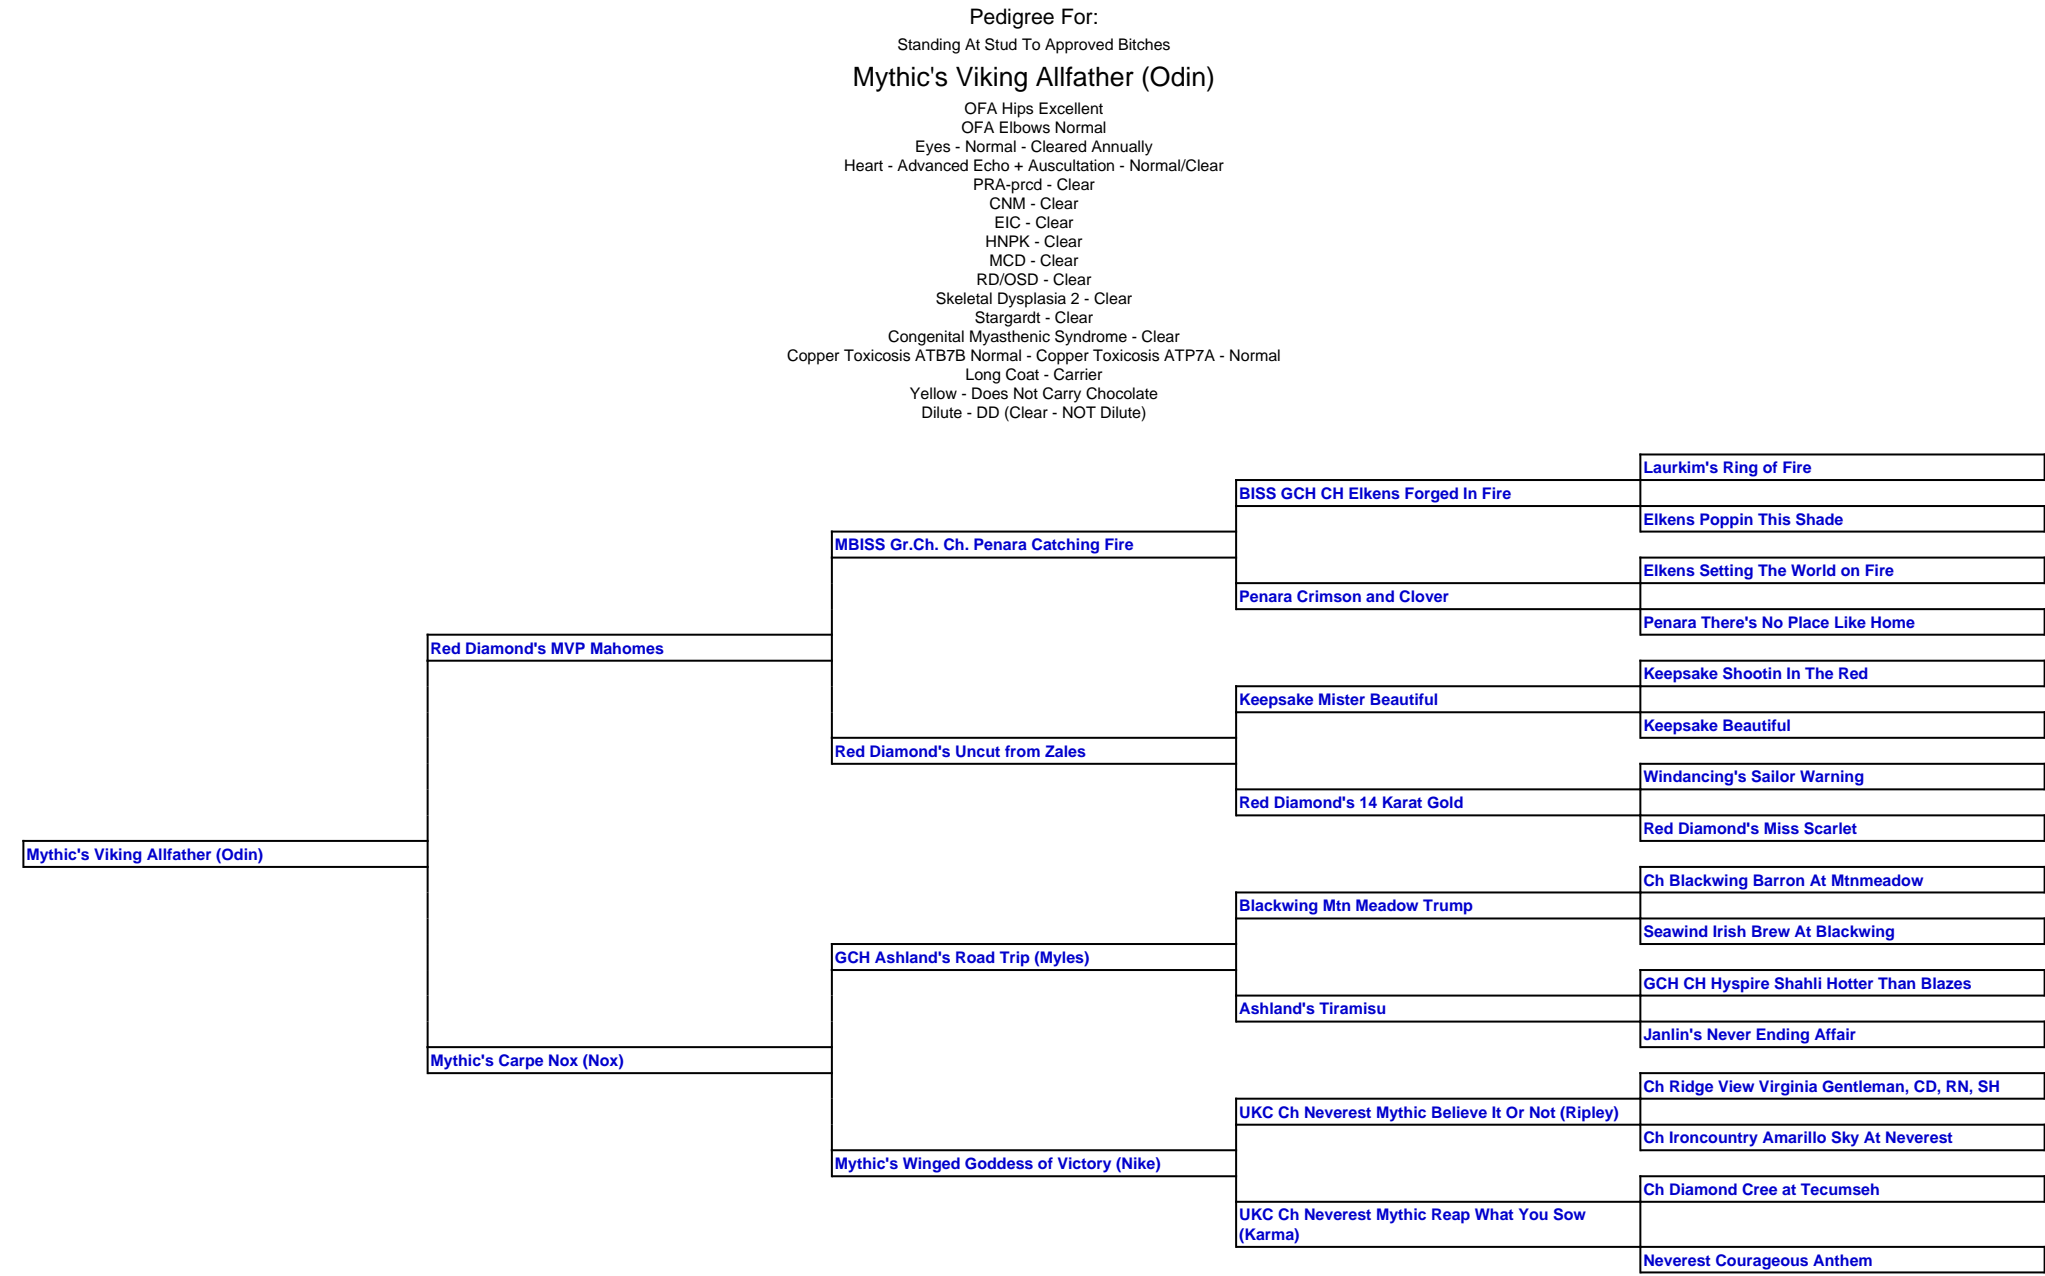 Pedigree For:
Standing At Stud To Approved Bitches
Mythic's Viking Allfather (Odin)
OFA Hips Excellent
OFA Elbows Normal
Eyes - Normal - Cleared Annually
Heart - Advanced Echo + Auscultation - Normal/Clear
PRA-prcd - Clear
CNM - Clear
EIC - Clear
HNPK - Clear
MCD - Clear
RD/OSD - Clear
Skeletal Dysplasia 2 - Clear
Stargardt - Clear
Congenital Myasthenic Syndrome - Clear
Copper Toxicosis ATB7B Normal - Copper Toxicosis ATP7A - Normal
Long Coat - Carrier
Yellow - Does Not Carry Chocolate
Dilute - DD (Clear - NOT Dilute)
Laurkim's Ring of Fire
BISS GCH CH Elkens Forged In Fire
Elkens Poppin This Shade
MBISS Gr.Ch. Ch. Penara Catching Fire
Elkens Setting The World on Fire
Penara Crimson and Clover
Penara There's No Place Like Home
Red Diamond's MVP Mahomes
Keepsake Shootin In The Red
Keepsake Mister Beautiful
Keepsake Beautiful
Red Diamond's Uncut from Zales
Windancing's Sailor Warning
Red Diamond's 14 Karat Gold
Red Diamond's Miss Scarlet
Mythic's Viking Allfather (Odin)
Ch Blackwing Barron At Mtnmeadow
Blackwing Mtn Meadow Trump
Seawind Irish Brew At Blackwing
GCH Ashland's Road Trip (Myles)
GCH CH Hyspire Shahli Hotter Than Blazes
Ashland's Tiramisu
Janlin's Never Ending Affair
Mythic's Carpe Nox (Nox)
Ch Ridge View Virginia Gentleman, CD, RN, SH
UKC Ch Neverest Mythic Believe It Or Not (Ripley)
Ch Ironcountry Amarillo Sky At Neverest
Mythic's Winged Goddess of Victory (Nike)
Ch Diamond Cree at Tecumseh
UKC Ch Neverest Mythic Reap What You Sow
(Karma)
Neverest Courageous Anthem